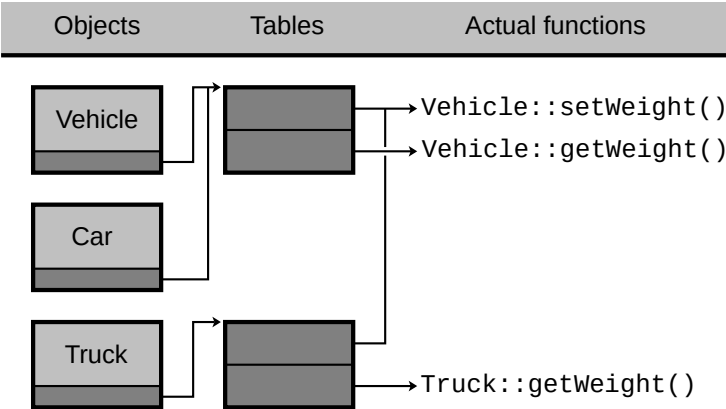 Objects Tables Actual functions
Vehicle
Vehicle::setWeight()
Vehicle::getWeight()
Car
Truck
Truck::getWeight()